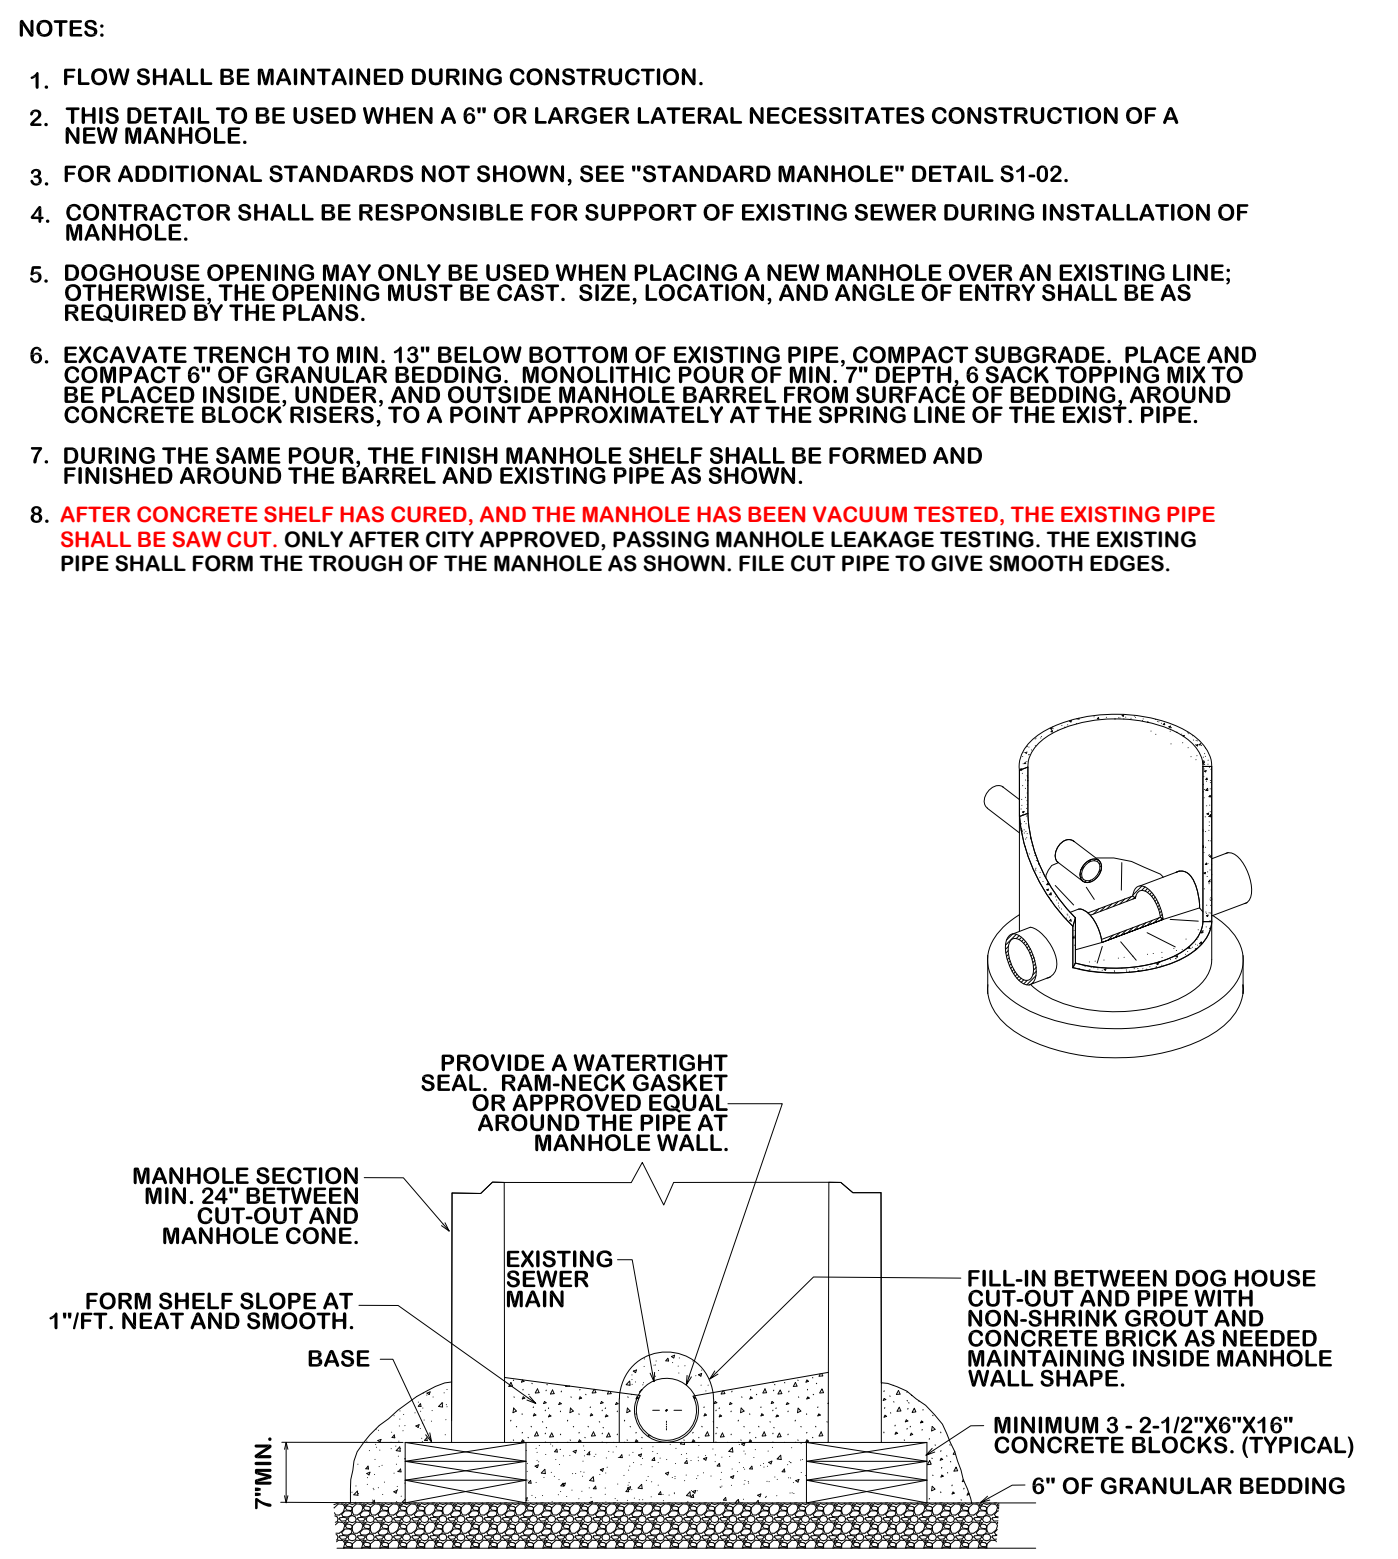 NOTES:
1. FLOW SHALL BE MAINTAINED DURING CONSTRUCTION.
2. THIS DETAIL TO BE USED WHEN A 6" OR LARGER LATERAL NECESSITATES CONSTRUCTION OF A
NEW MANHOLE.
3. FOR ADDITIONAL STANDARDS NOT SHOWN, SEE "STANDARD MANHOLE" DETAIL S1-02.
4. CONTRACTOR SHALL BE RESPONSIBLE FOR SUPPORT OF EXISTING SEWER DURING INSTALLATION OF
MANHOLE.
5. DOGHOUSE OPENING MAY ONLY BE USED WHEN PLACING A NEW MANHOLE OVER AN EXISTING LINE;
OTHERWISE, THE OPENING MUST BE CAST. SIZE, LOCATION, AND ANGLE OF ENTRY SHALL BE AS
REQUIRED BY THE PLANS.
6. EXCAVATE TRENCH TO MIN. 13" BELOW BOTTOM OF EXISTING PIPE, COMPACT SUBGRADE. PLACE AND
COMPACT 6" OF GRANULAR BEDDING. MONOLITHIC POUR OF MIN. 7" DEPTH, 6 SACK TOPPING MIX TO
BE PLACED INSIDE, UNDER, AND OUTSIDE MANHOLE BARREL FROM SURFACE OF BEDDING, AROUND
CONCRETE BLOCK RISERS, TO A POINT APPROXIMATELY AT THE SPRING LINE OF THE EXIST. PIPE.
7. DURING THE SAME POUR, THE FINISH MANHOLE SHELF SHALL BE FORMED AND
FINISHED AROUND THE BARREL AND EXISTING PIPE AS SHOWN.
8. AFTER CONCRETE SHELF HAS CURED, AND THE MANHOLE HAS BEEN VACUUM TESTED, THE EXISTING PIPE
SHALL BE SAW CUT. ONLY AFTER CITY APPROVED, PASSING MANHOLE LEAKAGE TESTING. THE EXISTING
PIPE SHALL FORM THE TROUGH OF THE MANHOLE AS SHOWN. FILE CUT PIPE TO GIVE SMOOTH EDGES.
PROVIDE A WATERTIGHT
SEAL. RAM-NECK GASKET
OR APPROVED EQUAL
AROUND THE PIPE AT
MANHOLE WALL.
MANHOLE SECTION
MIN. 24" BETWEEN
CUT-OUT AND
MANHOLE CONE.
EXISTING
SEWER
MAIN
FORM SHELF SLOPE AT
1"/FT. NEAT AND SMOOTH.
BASE
FILL-IN BETWEEN DOG HOUSE
CUT-OUT AND PIPE WITH
NON-SHRINK GROUT AND
CONCRETE BRICK AS NEEDED
MAINTAINING INSIDE MANHOLE
WALL SHAPE.
MINIMUM 3 - 2-1/2"X6"X16"
CONCRETE BLOCKS. (TYPICAL)
7"MIN.
6" OF GRANULAR BEDDING